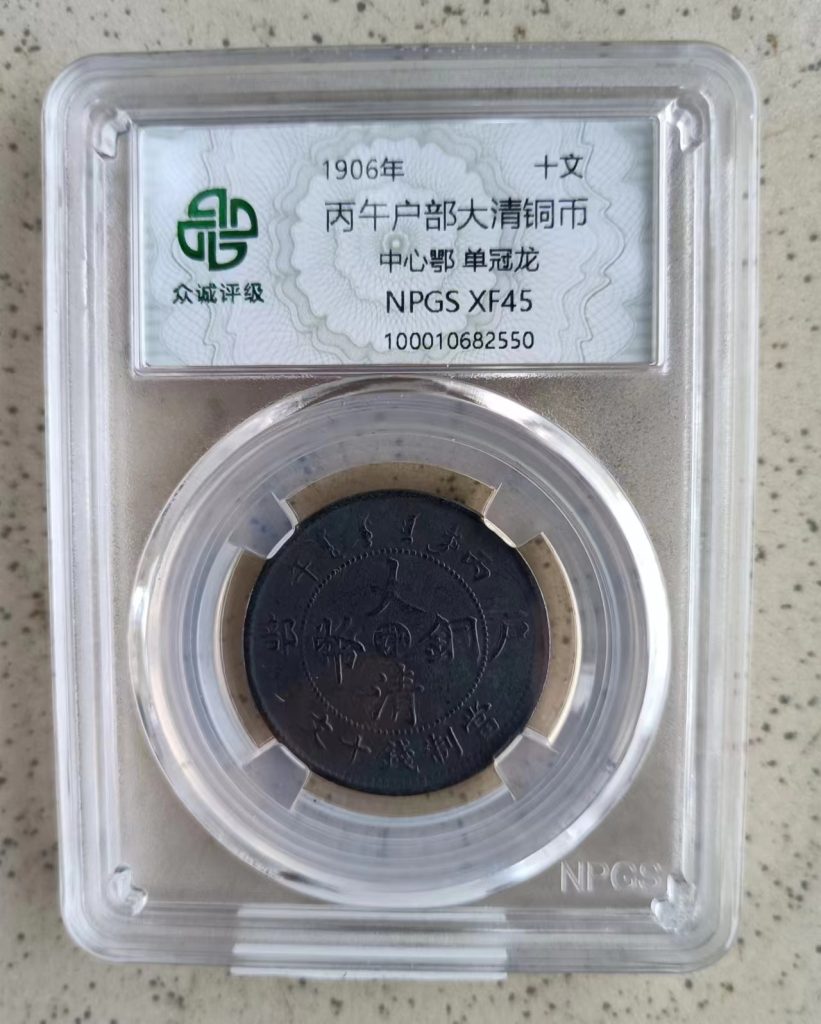 1906年 十文
丙午户部大清铜币
中心鄂 单冠龙
NPGS XF45
100010682550
众诚评级
丙午
户部
大清銅幣
當制錢十文
NPGS